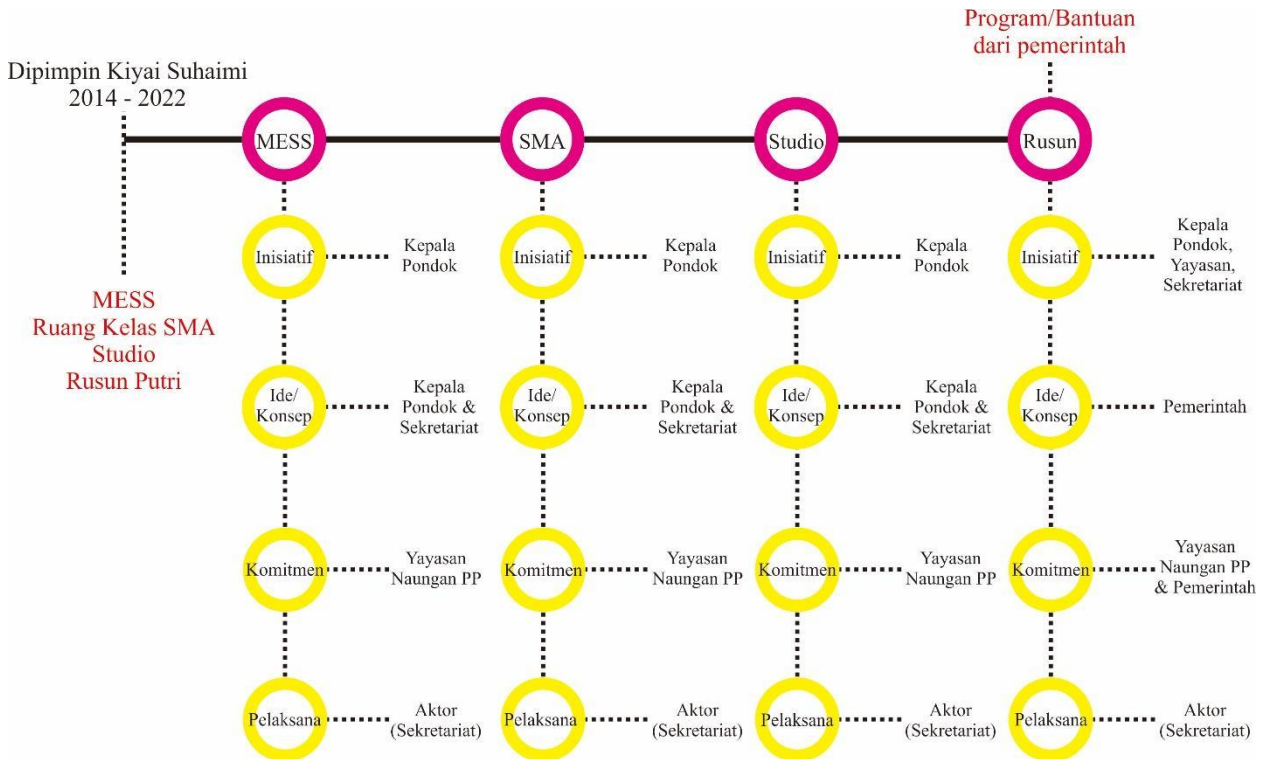 Program/Bantuan
dari pemerintah
Dipimpin Kiyai Suhaimi
2014 - 2022
MESS
SMA
Studio
Rusun
MESS
Ruang Kelas SMA
Studio
Rusun Putri
Inisiatif
Kepala
Pondok
Inisiatif
Kepala
Pondok
Inisiatif
Kepala
Pondok
Inisiatif
Kepala
Pondok,
Yayasan,
Sekretariat
Ide/
Konsep
Kepala
Pondok &
Sekretariat
Ide/
Konsep
Kepala
Pondok &
Sekretariat
Ide/
Konsep
Kepala
Pondok &
Sekretariat
Ide/
Konsep
Pemerintah
Komitmen
Yayasan
Naungan PP
Komitmen
Yayasan
Naungan PP
Komitmen
Yayasan
Naungan PP
Komitmen
Yayasan
Naungan PP
& Pemerintah
Pelaksana
Aktor
(Sekretariat)
Pelaksana
Aktor
(Sekretariat)
Pelaksana
Aktor
(Sekretariat)
Pelaksana
Aktor
(Sekretariat)